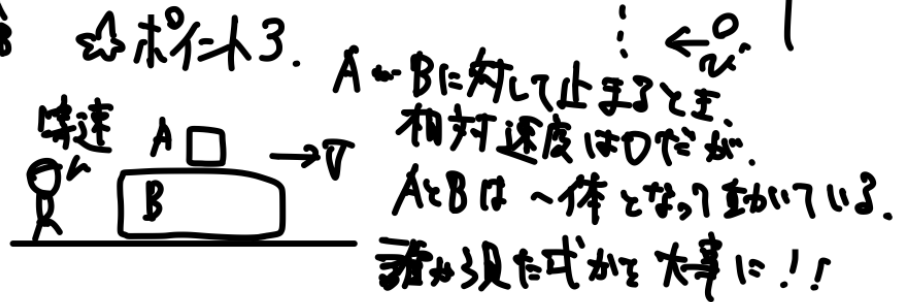 ☆ポイント3.
AがBに対して止まるとき、
相対速度は0だが、
等速
A
B
→V
AとBは一体となって動いている.
誰から見た式かを大事に!!